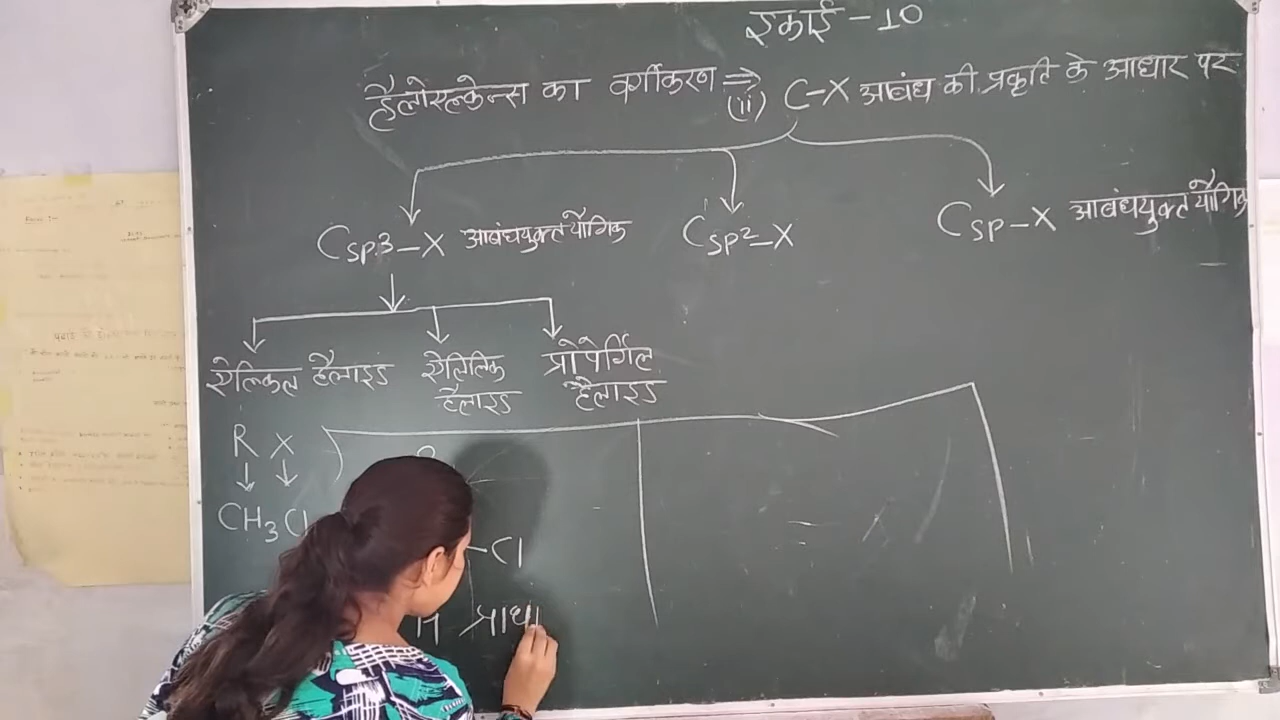 इकाई - 10
हैलोएल्केन्स का वर्गीकरण ⇒ (ii) C-X आबंध की प्रकृति के आधार पर
Csp3-X आबंधयुक्त यौगिक
Csp2-X
Csp-X आबंधयुक्त यौगिक
ऐल्किल हैलाइड
ऐलिलिक हैलाइड
प्रोपेर्गिल हैलाइड
R X
CH3 Cl
-Cl
H प्राथ